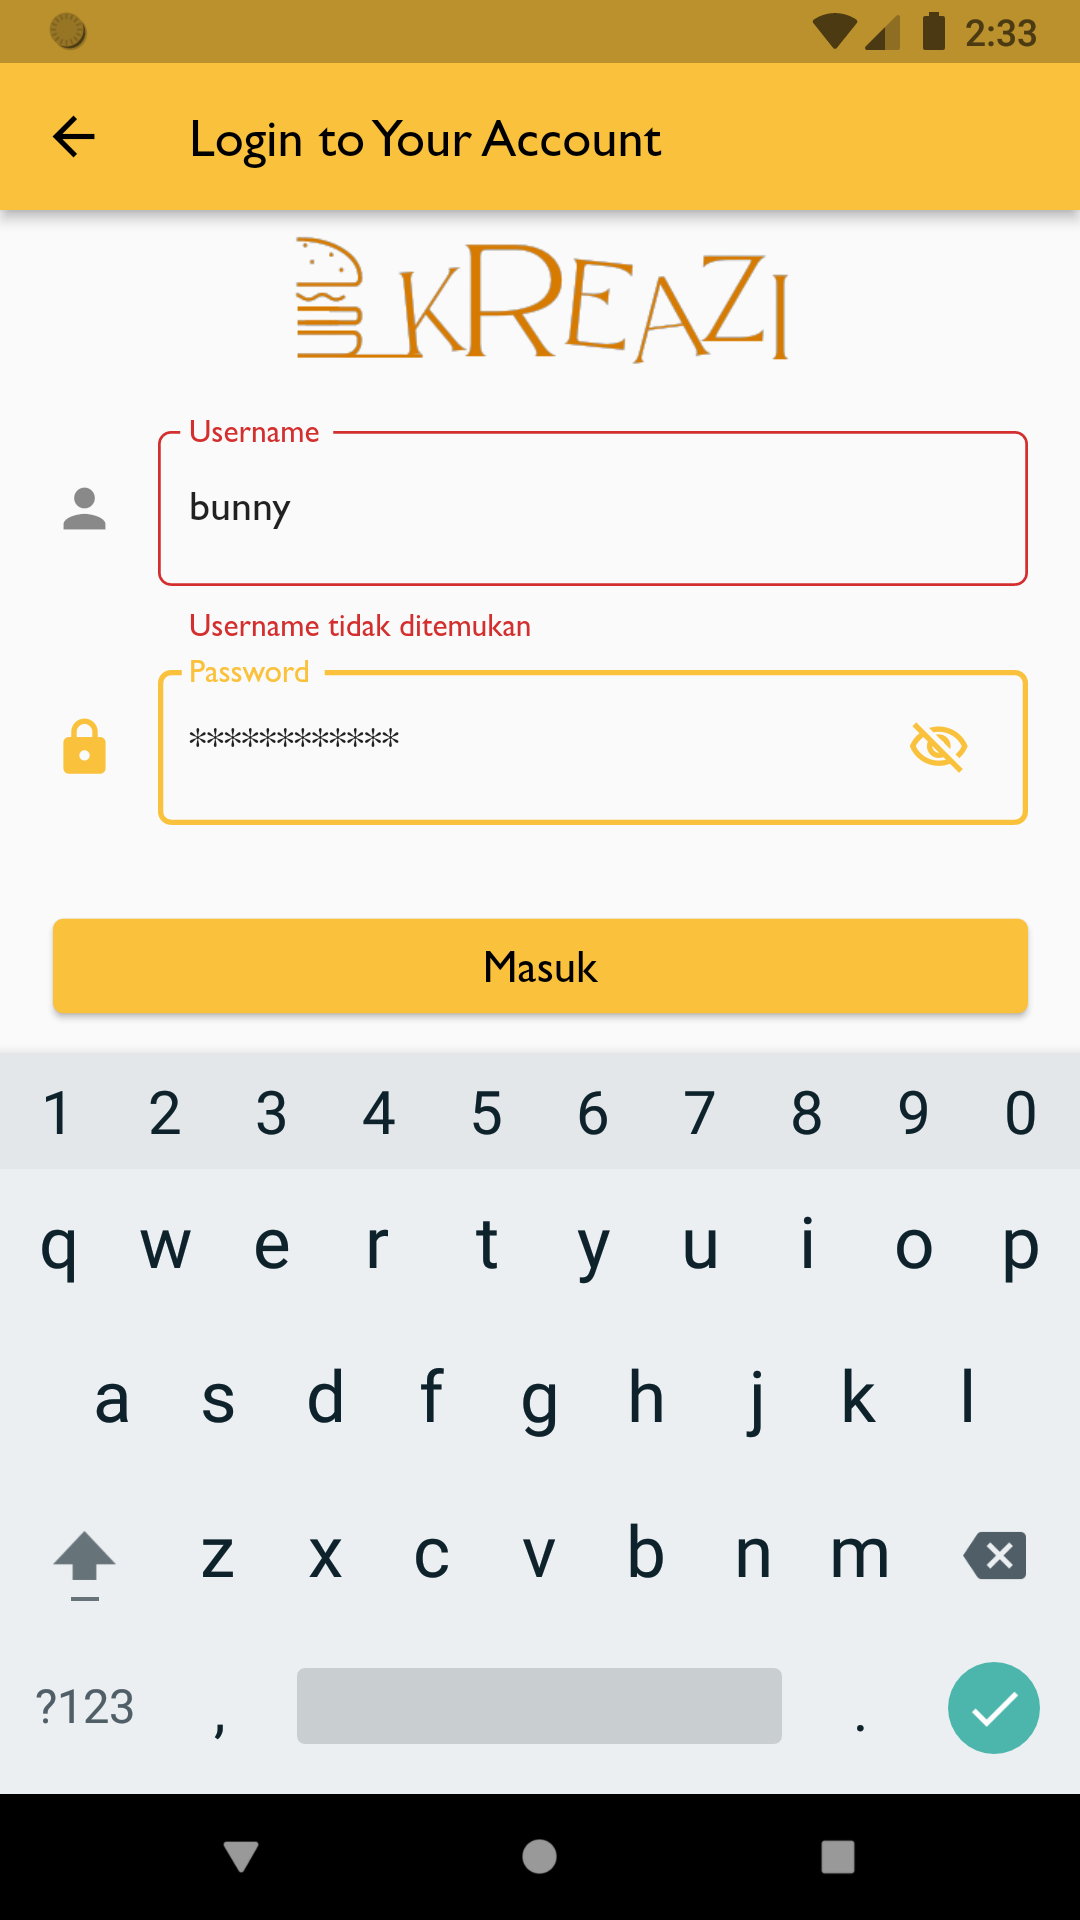 2:33
Login to Your Account
KREAZI
Username
bunny
Username tidak ditemukan
Password
************
Masuk
1 2 3 4 5 6 7 8 9 0
q w e r t y u i o p
a s d f g h j k l
z x c v b n m
?123 , .